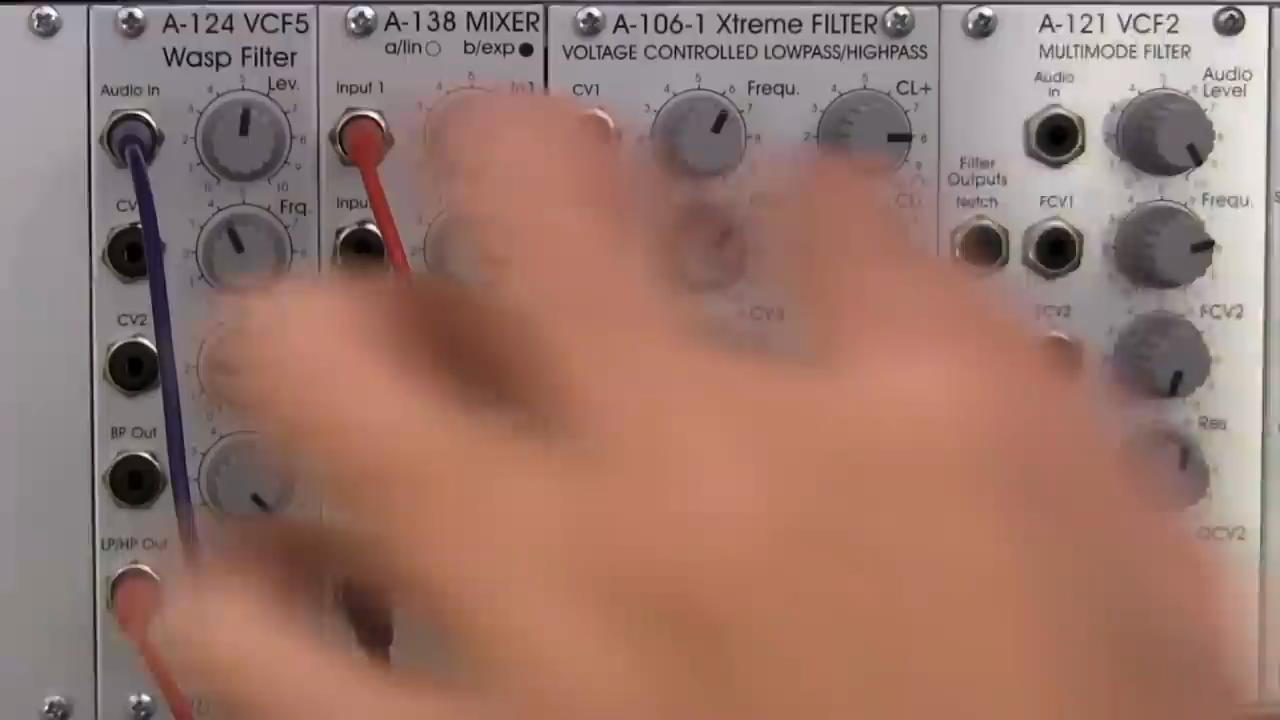 A-124 VCF5
Wasp Filter
Audio In
Lev.
Frq.
CV2
BP Out
LP/HP Out
A-138 MIXER
a/lin b/exp
Input 1
A-106-1 Xtreme FILTER
VOLTAGE CONTROLLED LOWPASS/HIGHPASS
CV1
Frequ.
CL+
A-121 VCF2
MULTIMODE FILTER
Audio
In
Audio
Level
Filter
Outputs
Notch
FCV1
Frequ.
FCV2
FCV2
Res.
QCV2